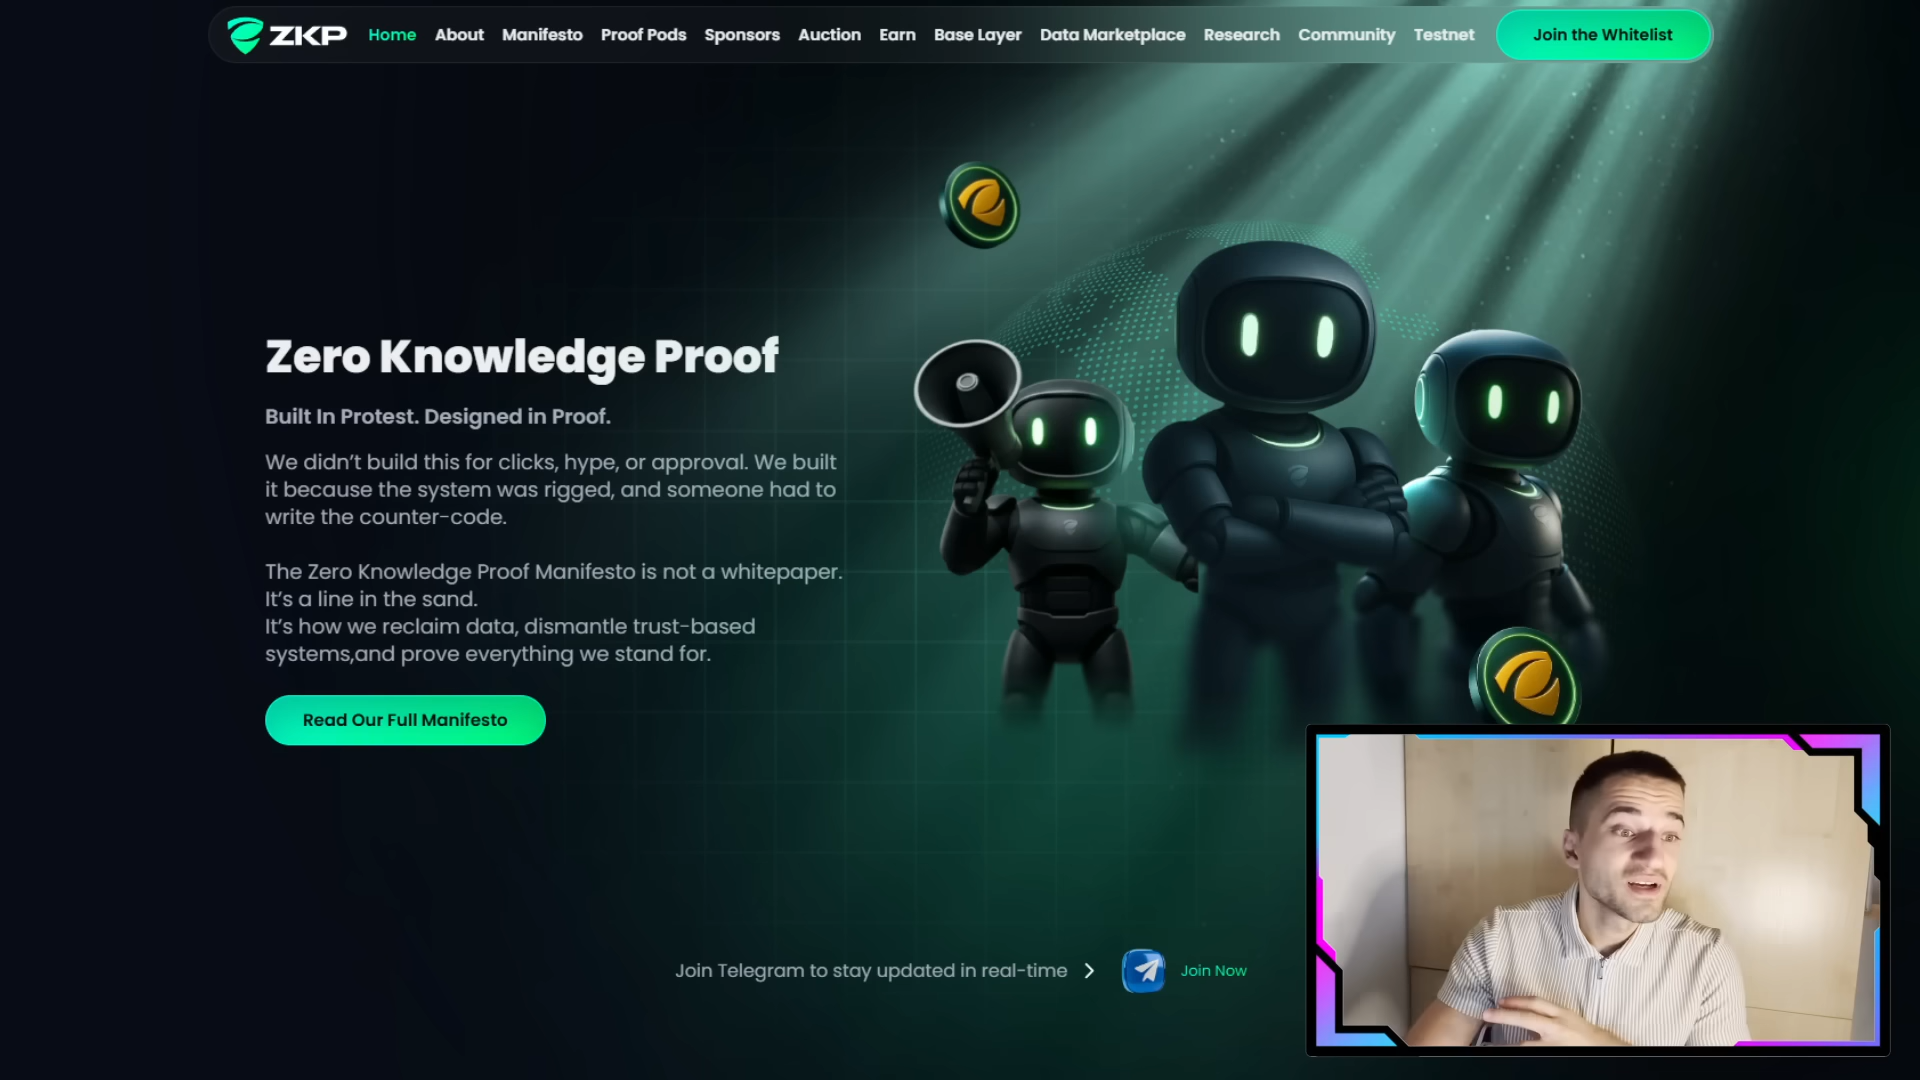 ZKP
Home About Manifesto Proof Pods Sponsors Auction Earn Base Layer Data Marketplace Research Community Testnet Join the Whitelist
Zero Knowledge Proof
Built In Protest. Designed in Proof.
We didn’t build this for clicks, hype, or approval. We built
it because the system was rigged, and someone had to
write the counter-code.
The Zero Knowledge Proof Manifesto is not a whitepaper.
It’s a line in the sand.
It’s how we reclaim data, dismantle trust-based
systems,and prove everything we stand for.
Read Our Full Manifesto
Join Telegram to stay updated in real-time
Join Now